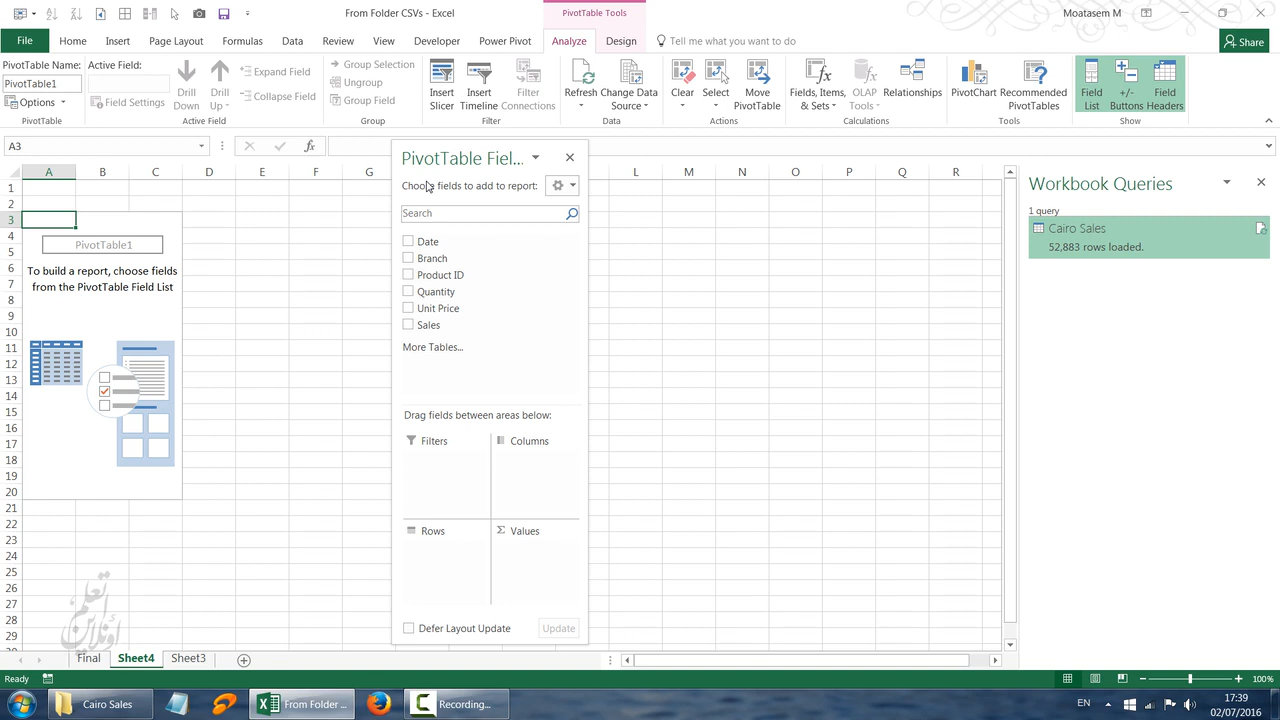 From Folder CSVs - Excel
PivotTable Tools
Moatasem M
File
Home
Insert
Page Layout
Formulas
Data
Review
View
Developer
Power Pivot
Analyze
Design
Tell me what you want to do
Share
PivotTable Name:
PivotTable1
Options
PivotTable
Active Field:
Field Settings
Drill Down
Drill Up
Expand Field
Collapse Field
Active Field
Group Selection
Ungroup
Group Field
Group
Insert Slicer
Insert Timeline
Filter Connections
Filter
Refresh
Change Data Source
Data
Clear
Select
Move PivotTable
Actions
Fields, Items, & Sets
OLAP Tools
Relationships
Calculations
PivotChart
Recommended PivotTables
Tools
Field List
+/- Buttons
Field Headers
Show
A3
fx
A B C D E F G L M N O P Q R
1
2
3
4
5
6
7
8
9
10
11
12
13
14
15
16
17
18
19
20
21
22
23
24
25
26
27
28
29
PivotTable1
To build a report, choose fields
from the PivotTable Field List
PivotTable Fiel...
Choose fields to add to report:
Search
Date
Branch
Product ID
Quantity
Unit Price
Sales
More Tables...
Drag fields between areas below:
Filters
Columns
Rows
Σ Values
Defer Layout Update
Update
Workbook Queries
1 query
Cairo Sales
52,883 rows loaded.
أتعلم
أونلاين
Final
Sheet4
Sheet3
Ready
100%
Cairo Sales
From Folder ...
Recording...
EN
17:39
02/07/2016